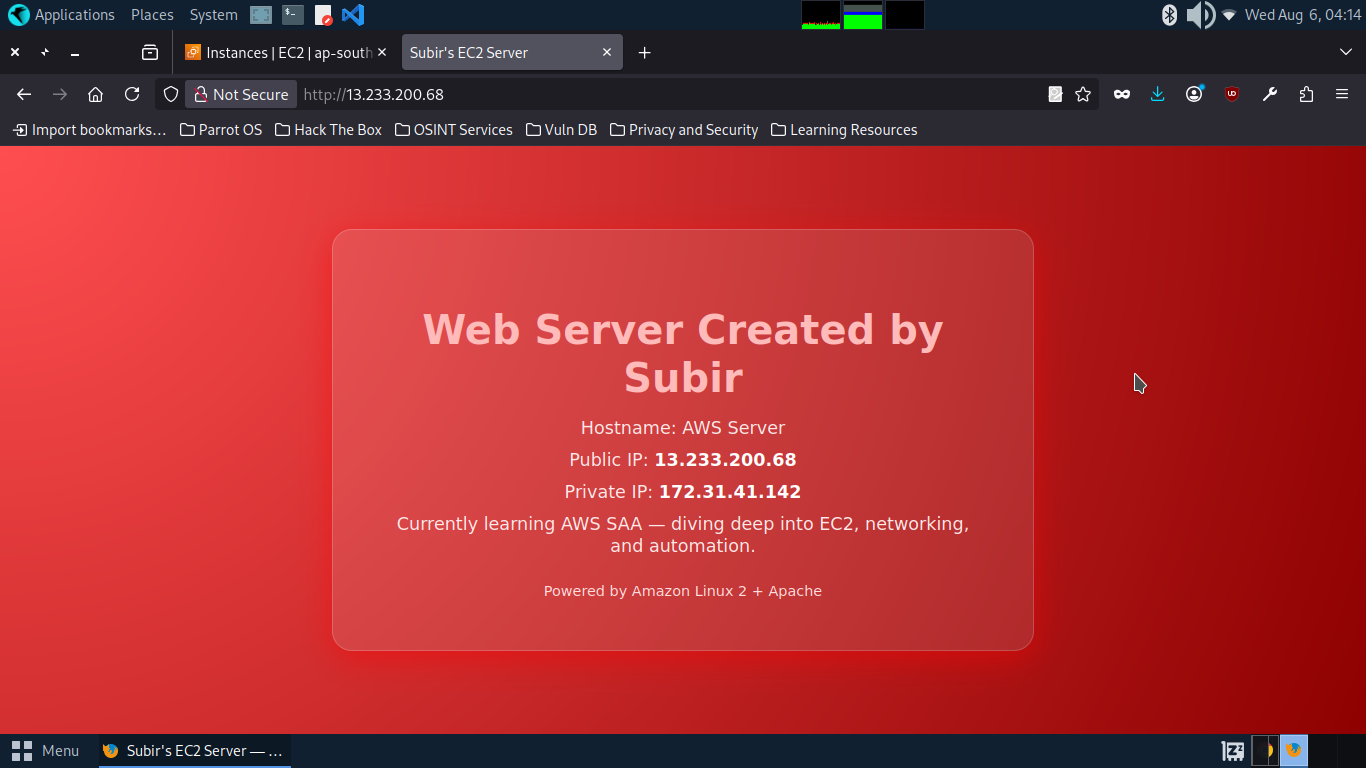 Applications Places System Wed Aug 6, 04:14
Instances | EC2 | ap-south
Subir's EC2 Server
Not Secure http://13.233.200.68
Import bookmarks… Parrot OS Hack The Box OSINT Services Vuln DB Privacy and Security Learning Resources
Web Server Created by
Subir
Hostname: AWS Server
Public IP: 13.233.200.68
Private IP: 172.31.41.142
Currently learning AWS SAA — diving deep into EC2, networking,
and automation.
Powered by Amazon Linux 2 + Apache
Menu Subir's EC2 Server — …